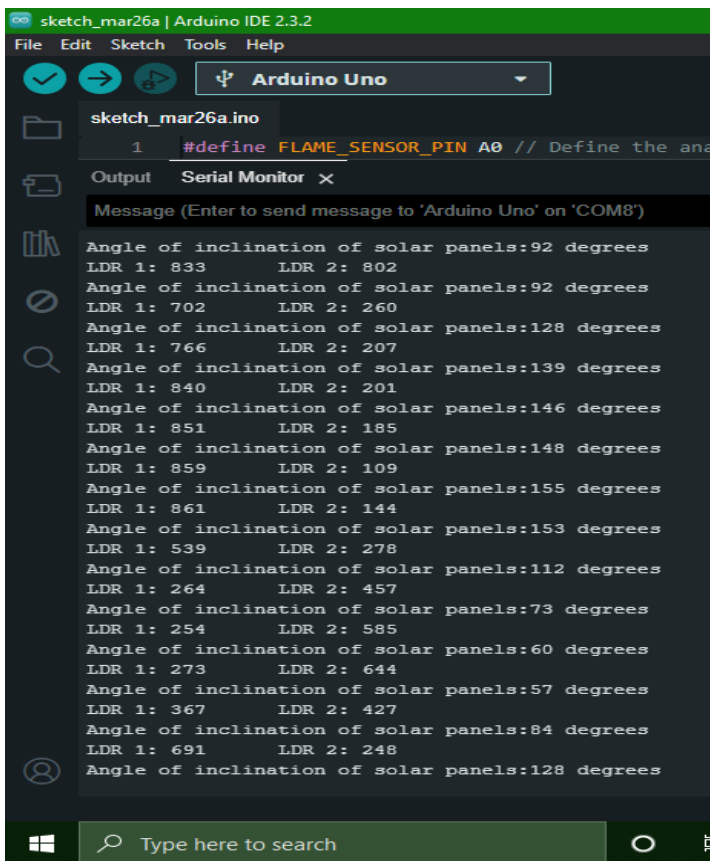 sketch_mar26a | Arduino IDE 2.3.2
File Edit Sketch Tools Help
Arduino Uno
sketch_mar26a.ino
1 #define FLAME_SENSOR_PIN A0 // Define the ana
Output Serial Monitor
Message (Enter to send message to 'Arduino Uno' on 'COM8')
Angle of inclination of solar panels:92 degrees
LDR 1: 833 LDR 2: 802
Angle of inclination of solar panels:92 degrees
LDR 1: 702 LDR 2: 260
Angle of inclination of solar panels:128 degrees
LDR 1: 766 LDR 2: 207
Angle of inclination of solar panels:139 degrees
LDR 1: 840 LDR 2: 201
Angle of inclination of solar panels:146 degrees
LDR 1: 851 LDR 2: 185
Angle of inclination of solar panels:148 degrees
LDR 1: 859 LDR 2: 109
Angle of inclination of solar panels:155 degrees
LDR 1: 861 LDR 2: 144
Angle of inclination of solar panels:153 degrees
LDR 1: 539 LDR 2: 278
Angle of inclination of solar panels:112 degrees
LDR 1: 264 LDR 2: 457
Angle of inclination of solar panels:73 degrees
LDR 1: 254 LDR 2: 585
Angle of inclination of solar panels:60 degrees
LDR 1: 273 LDR 2: 644
Angle of inclination of solar panels:57 degrees
LDR 1: 367 LDR 2: 427
Angle of inclination of solar panels:84 degrees
LDR 1: 691 LDR 2: 248
Angle of inclination of solar panels:128 degrees
Type here to search